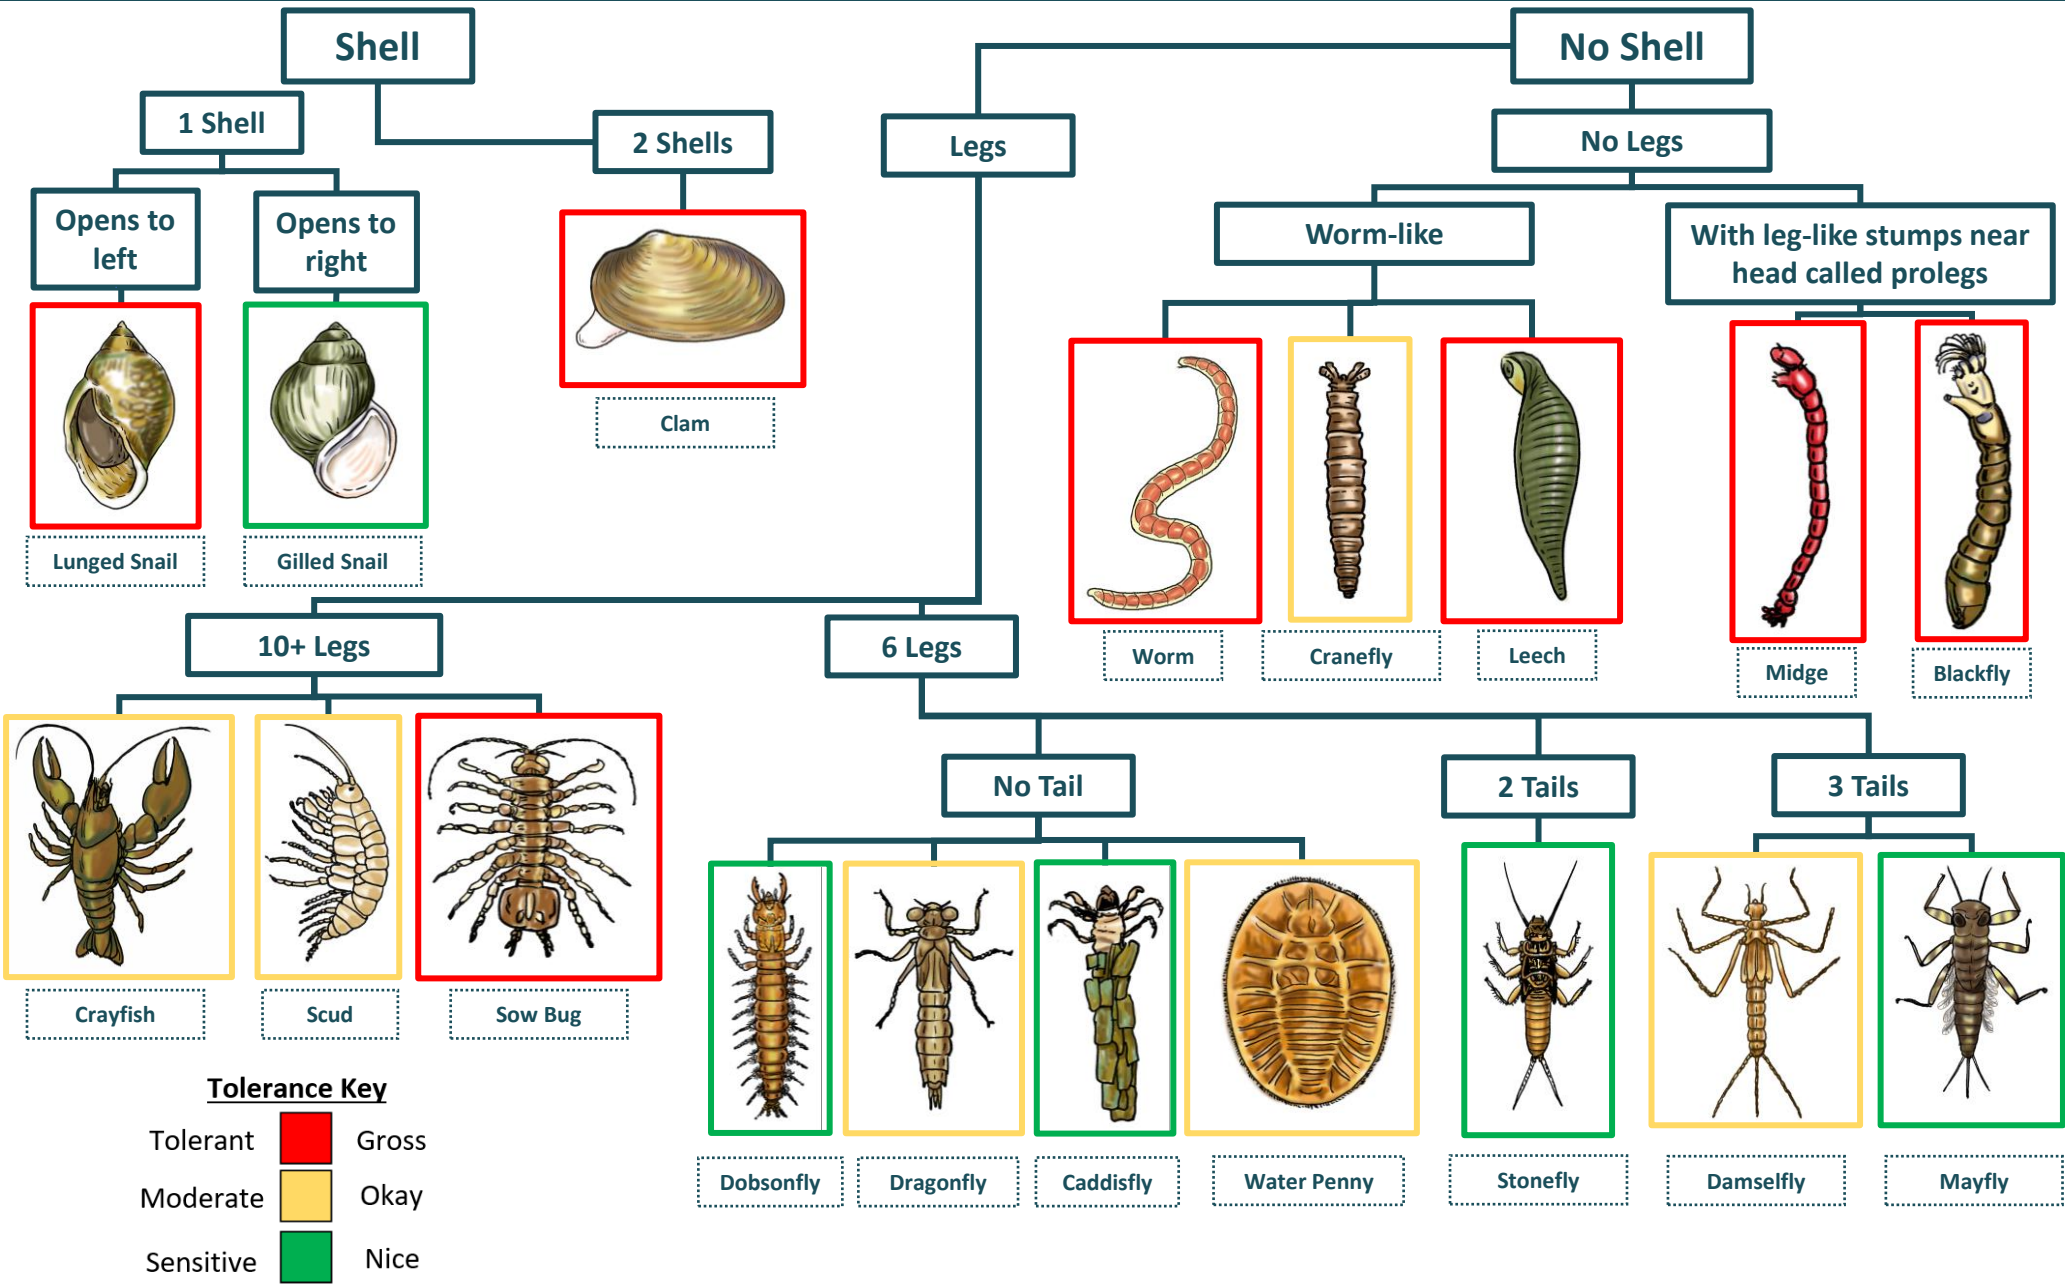 Shell
No Shell
1 Shell
2 Shells
Legs
No Legs
Opens to
left
Opens to
right
Worm-like
With leg-like stumps near
head called prolegs
Clam
Lunged Snail
Gilled Snail
Worm
Cranefly
Leech
Midge
Blackfly
10+ Legs
6 Legs
No Tail
2 Tails
3 Tails
Crayfish
Scud
Sow Bug
Dobsonfly
Dragonfly
Caddisfly
Water Penny
Stonefly
Damselfly
Mayfly
Tolerance Key
Tolerant Gross
Moderate Okay
Sensitive Nice